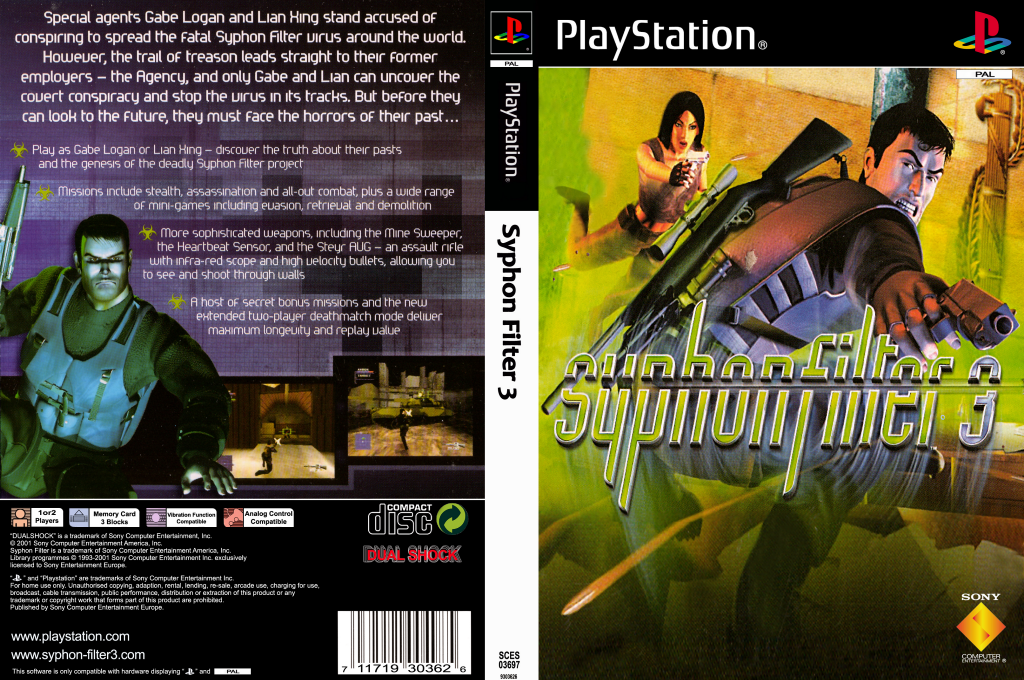 Special agents Gabe Logan and Lian Xing stand accused of
conspiring to spread the fatal Syphon Filter virus around the world.
However, the trail of treason leads straight to their former
employers – the Agency, and only Gabe and Lian can uncover the
covert conspiracy and stop the virus in its tracks. But before they
can look to the future, they must face the horrors of their past...
Play as Gabe Logan or Lian Xing – discover the truth about their pasts
and the genesis of the deadly Syphon Filter project
Missions include stealth, assassination and all-out combat, plus a wide range
of mini-games including evasion, retrieval and demolition
More sophisticated weapons, including the Mine Sweeper,
the Heartbeat Sensor, and the Steyr AUG – an assault rifle
with infra-red scope and high velocity bullets, allowing you
to see and shoot through walls
A host of secret bonus missions and the new
extended two-player deathmatch mode deliver
maximum longevity and replay value
1 or 2
Players
Memory Card
3 Blocks
Vibration Function
Compatible
Analog Control
Compatible
COMPACT
disc
DUAL SHOCK
"DUALSHOCK" is a trademark of Sony Computer Entertainment, Inc.
© 2001 Sony Computer Entertainment America, Inc.
Syphon Filter is a trademark of Sony Computer Entertainment America, Inc.
Library programmes © 1993-2001 Sony Computer Entertainment Inc. exclusively
licensed to Sony Entertainment Europe.
" " and "Playstation" are trademarks of Sony Computer Entertainment Inc.
For home use only. Unauthorised copying, adaption, rental, lending, re-sale, arcade use, charging for use,
broadcast, cable transmission, public performance, distribution or extraction of this product or any
trademark or copyright work that forms part of this product are prohibited.
Published by Sony Computer Entertainment Europe.
www.playstation.com
www.syphon-filter3.com
This software is only compatible with hardware displaying " " and PAL
7 11719 30362 6
PAL
PlayStation®
Syphon Filter 3
SCES
03697
9303626
PlayStation®
PAL
syphon filter 3
SONY
COMPUTER
ENTERTAINMENT ®